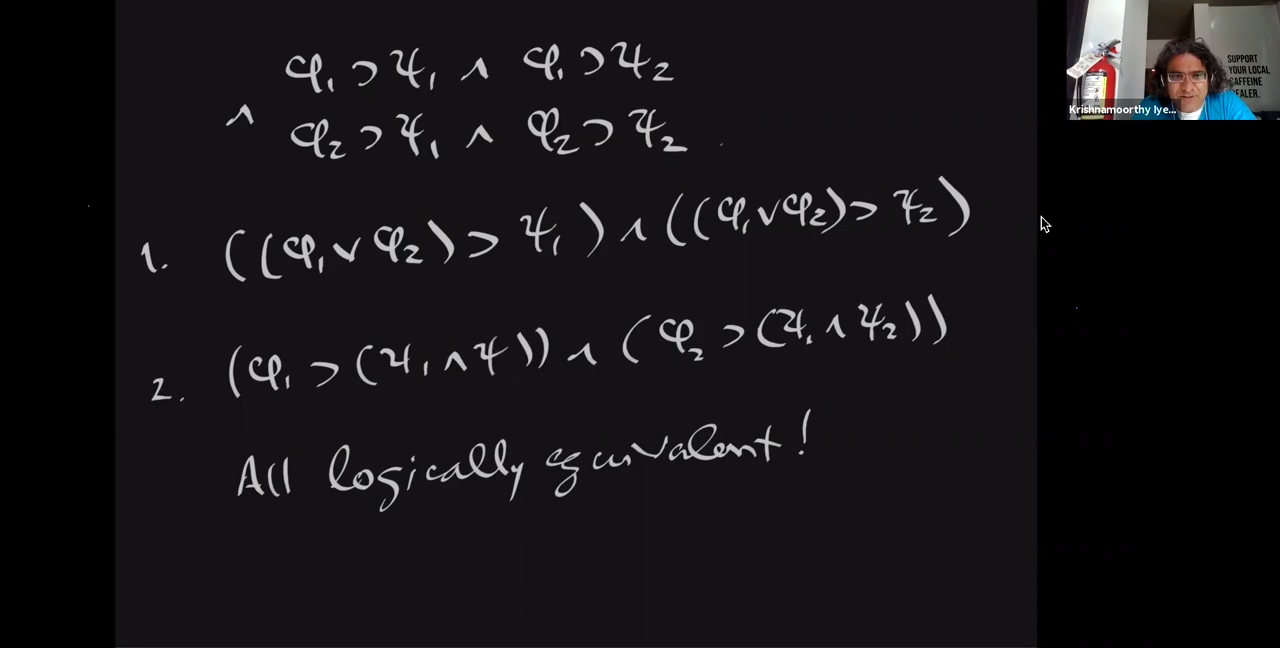 φ₁ ⊃ ψ₁ ∧ φ₁ ⊃ ψ₂
∧ φ₂ ⊃ ψ₁ ∧ φ₂ ⊃ ψ₂
1. ((φ₁ ∨ φ₂) ⊃ ψ₁) ∧ ((φ₁ ∨ φ₂) ⊃ ψ₂)
2. (φ₁ ⊃ (ψ₁ ∧ ψ)) ∧ (φ₂ ⊃ (ψ₁ ∧ ψ₂))
All logically equivalent!
SUPPORT
YOUR LOCAL
CAFFEINE
DEALER.
Krishnamoorthy Iye...